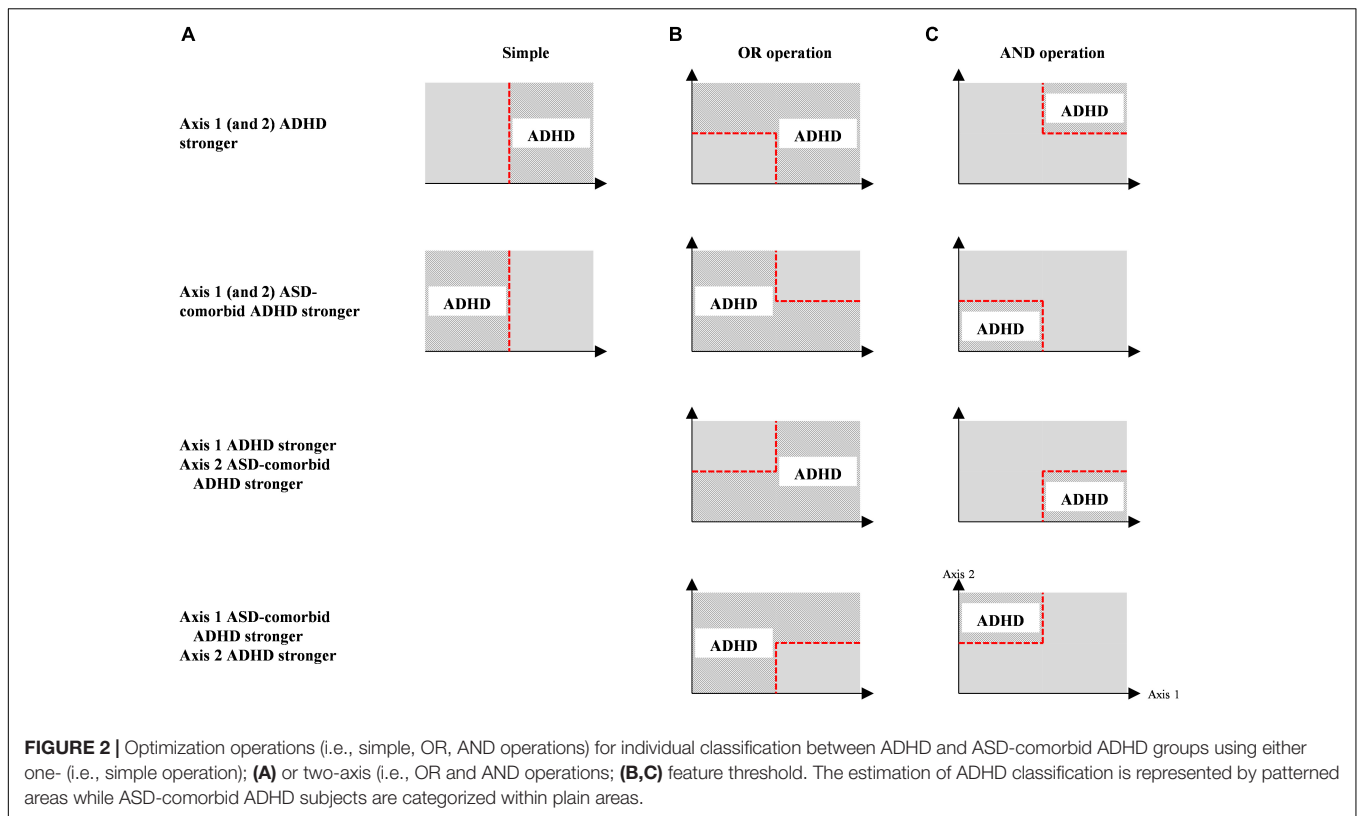 A
B
C
Simple
OR operation
AND operation
Axis 1 (and 2) ADHD
stronger
ADHD
ADHD
ADHD
Axis 1 (and 2) ASD-
comorbid ADHD stronger
ADHD
ADHD
ADHD
Axis 1 ADHD stronger
Axis 2 ASD-comorbid
ADHD stronger
ADHD
ADHD
Axis 1 ASD-comorbid
ADHD stronger
Axis 2 ADHD stronger
ADHD
Axis 2
ADHD
Axis 1
FIGURE 2 | Optimization operations (i.e., simple, OR, AND operations) for individual classification between ADHD and ASD-comorbid ADHD groups using either
one- (i.e., simple operation); (A) or two-axis (i.e., OR and AND operations; (B,C) feature threshold. The estimation of ADHD classification is represented by patterned
areas while ASD-comorbid ADHD subjects are categorized within plain areas.